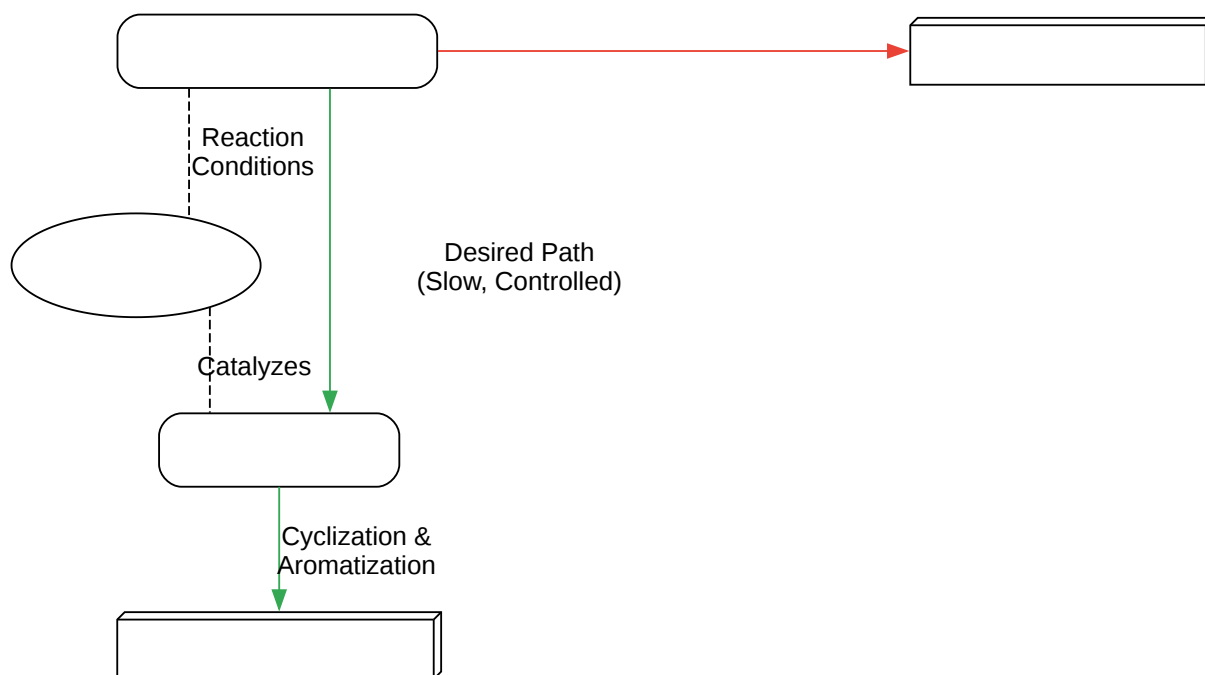 Reaction
Conditions
Desired Path
(Slow, Controlled)
Catalyzes
Cyclization &
Aromatization